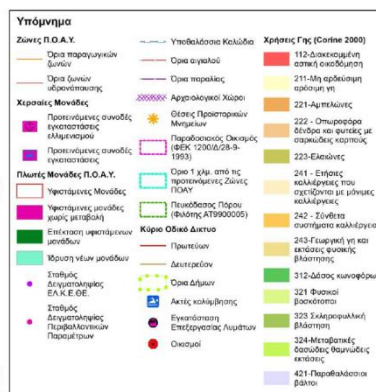 Υπόμνημα
Ζώνες Π.Ο.Α.Υ.
Όρια παραγωγικών
ζωνών
Όρια ζωνών
υδρανάπαυσης
Χερσαίες Μονάδες
Προτεινόμενες συνοδές
εγκαταστάσεις
ελλιμενισμού
Προτεινόμενες συνοδές
εγκαταστάσεις
Πλωτές Μονάδες Π.Ο.Α.Υ.
Υφιστάμενες Μονάδες
Υφιστάμενες μονάδες
χωρίς μεταβολή
Επέκταση υφιστάμενων
μονάδων
Ίδρυση νέων μονάδων
Σταθμός
Δειγματοληψίας
ΕΛ.Κ.Ε.ΘΕ.
Σταθμός
Δειγματοληψίας
Περιβαλλοντικών
Παραμέτρων
Υποθαλάσσια Καλώδια
Όρια αιγιαλού
Όρια παραλίας
Αρχαιολογικοί Χώροι
Θέσεις Προϊστορικών
Μνημείων
Παραδοσιακός Οικισμός
(ΦΕΚ 1200/Δ/28-9-
1993)
Όριο 1 χλμ. από τις
προτεινόμενες Ζώνες
ΠΟΑΥ
Πευκόδασος Πόρου
(Φιλότης AT9900005)
Κύριο Οδικό Δίκτυο
Πρωτεύων
Δευτερεύον
Όρια Δήμων
Ακτές κολύμβησης
Εγκατάσταση
Επεξεργασίας Λυμάτων
Οικισμοί
Χρήσεις Γης (Corine 2000)
112-Διακεκομμένη
αστική οικοδόμηση
211-Μη αρδεύσιμη
αρόσιμη γη
221-Αμπελώνες
222 - Οπωροφόρα
δένδρα και φυτείες με
σαρκώδεις καρπούς
223-Ελαιώνες
241 - Ετήσιες
καλλιέργειες που
σχετίζονται με μόνιμες
καλλιέργειες
242 - Σύνθετα
συστήματα καλλιέργειας
243-Γεωργική γη και
εκτάσεις φυσικής
βλάστησης
312-Δάσος κωνοφόρων
321 Φυσικοί
βοσκότοποι
323 Σκληροφυλλική
βλάστηση
324-Μεταβατικές
δασώδεις θαμνώδεις
εκτάσεις
421-Παραθαλάσσιοι
βάλτοι